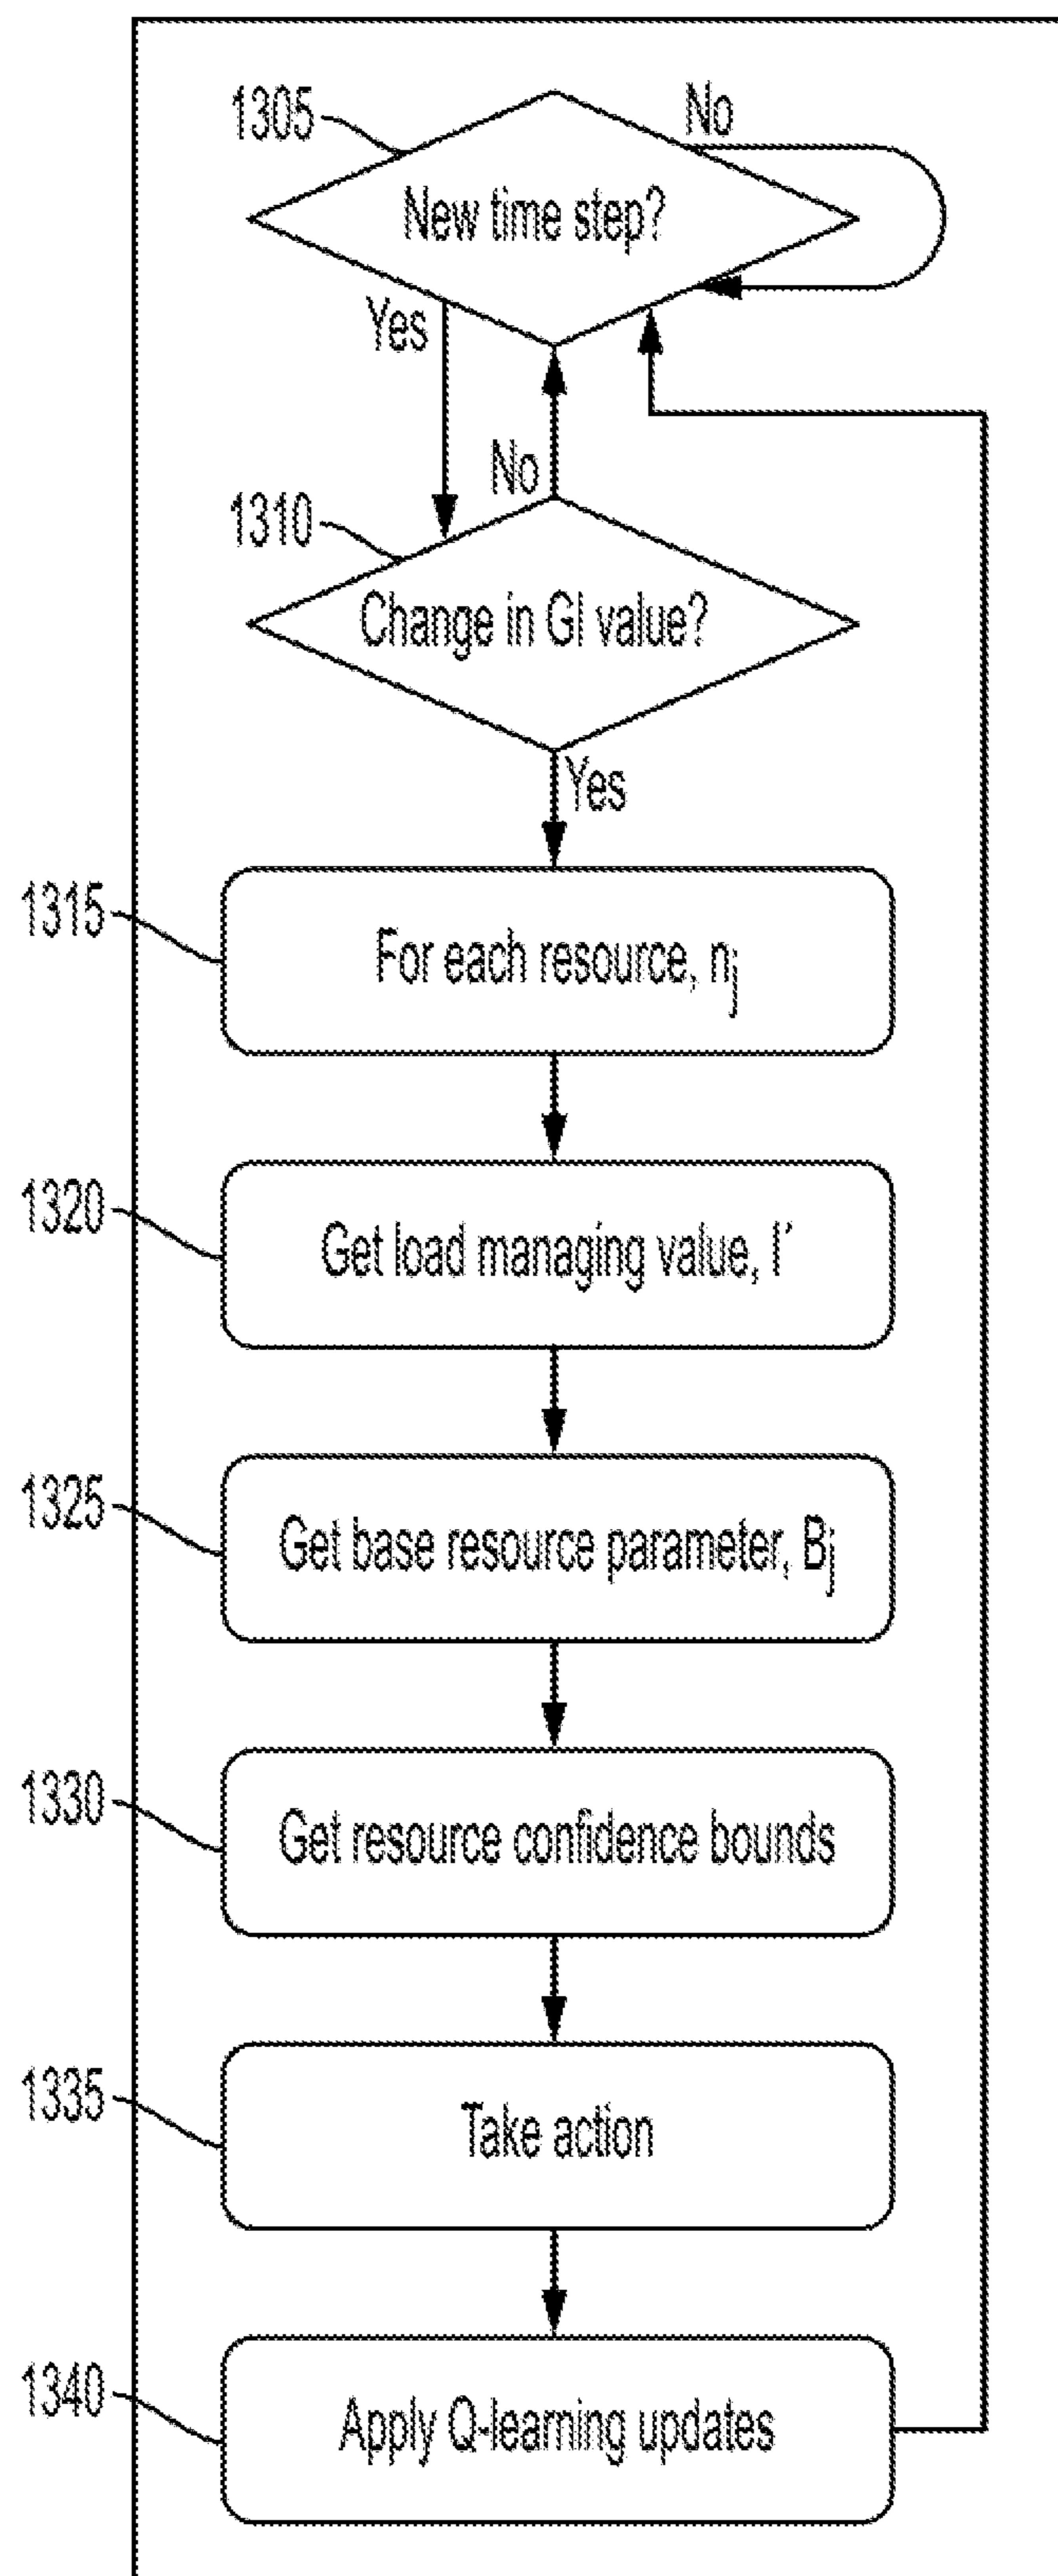 1305
No
New time step?
Yes
No
1310
Change in GI value?
Yes
1315
For each resource, nj
1320
Get load managing value, l´
1325
Get base resource parameter, Bj
1330
Get resource confidence bounds
1335
Take action
1340
Apply Q-learning updates